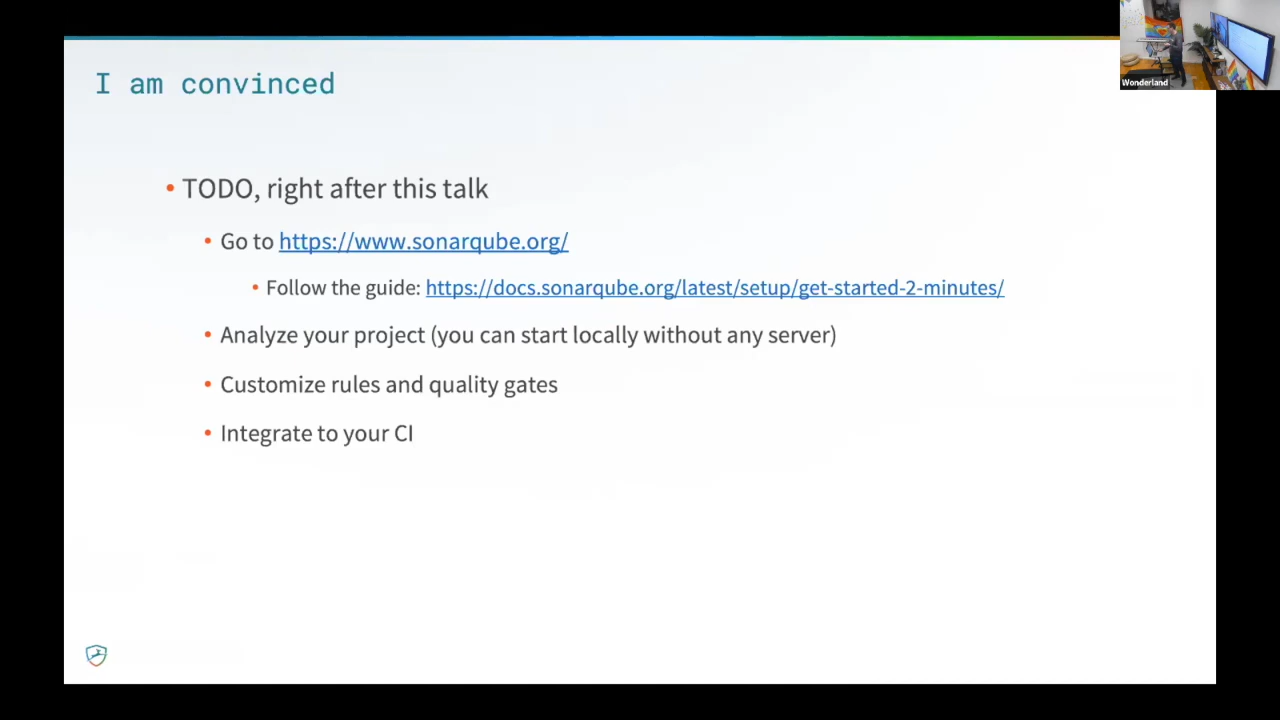 I am convinced
Wonderland
• TODO, right after this talk
• Go to https://www.sonarqube.org/
• Follow the guide: https://docs.sonarqube.org/latest/setup/get-started-2-minutes/
• Analyze your project (you can start locally without any server)
• Customize rules and quality gates
• Integrate to your CI